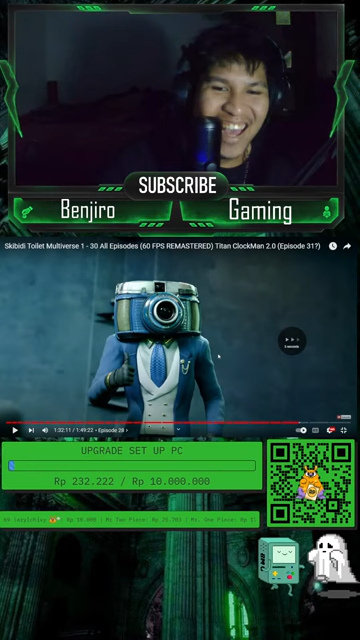 SUBSCRIBE
Benjiro Gaming
Skibidi Toilet Multiverse 1 - 30 All Episodes (60 FPS REMASTERED) Titan ClockMan 2.0 (Episode 31?)
5 seconds
1:32:11 / 1:49:22 • Episode 28 ›
UPGRADE SET UP PC
Rp 232.222 / Rp 10.000.000